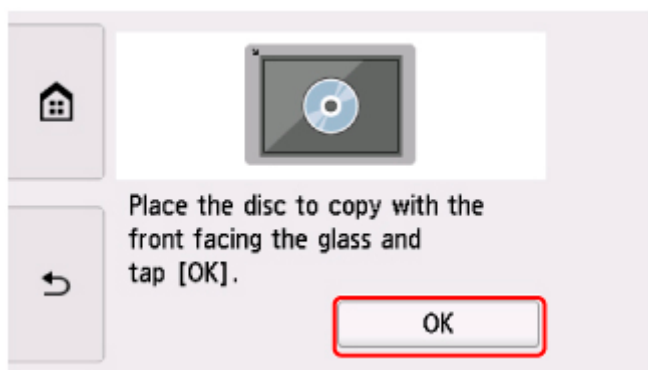 Place the disc to copy with the
front facing the glass and
tap [OK].
OK